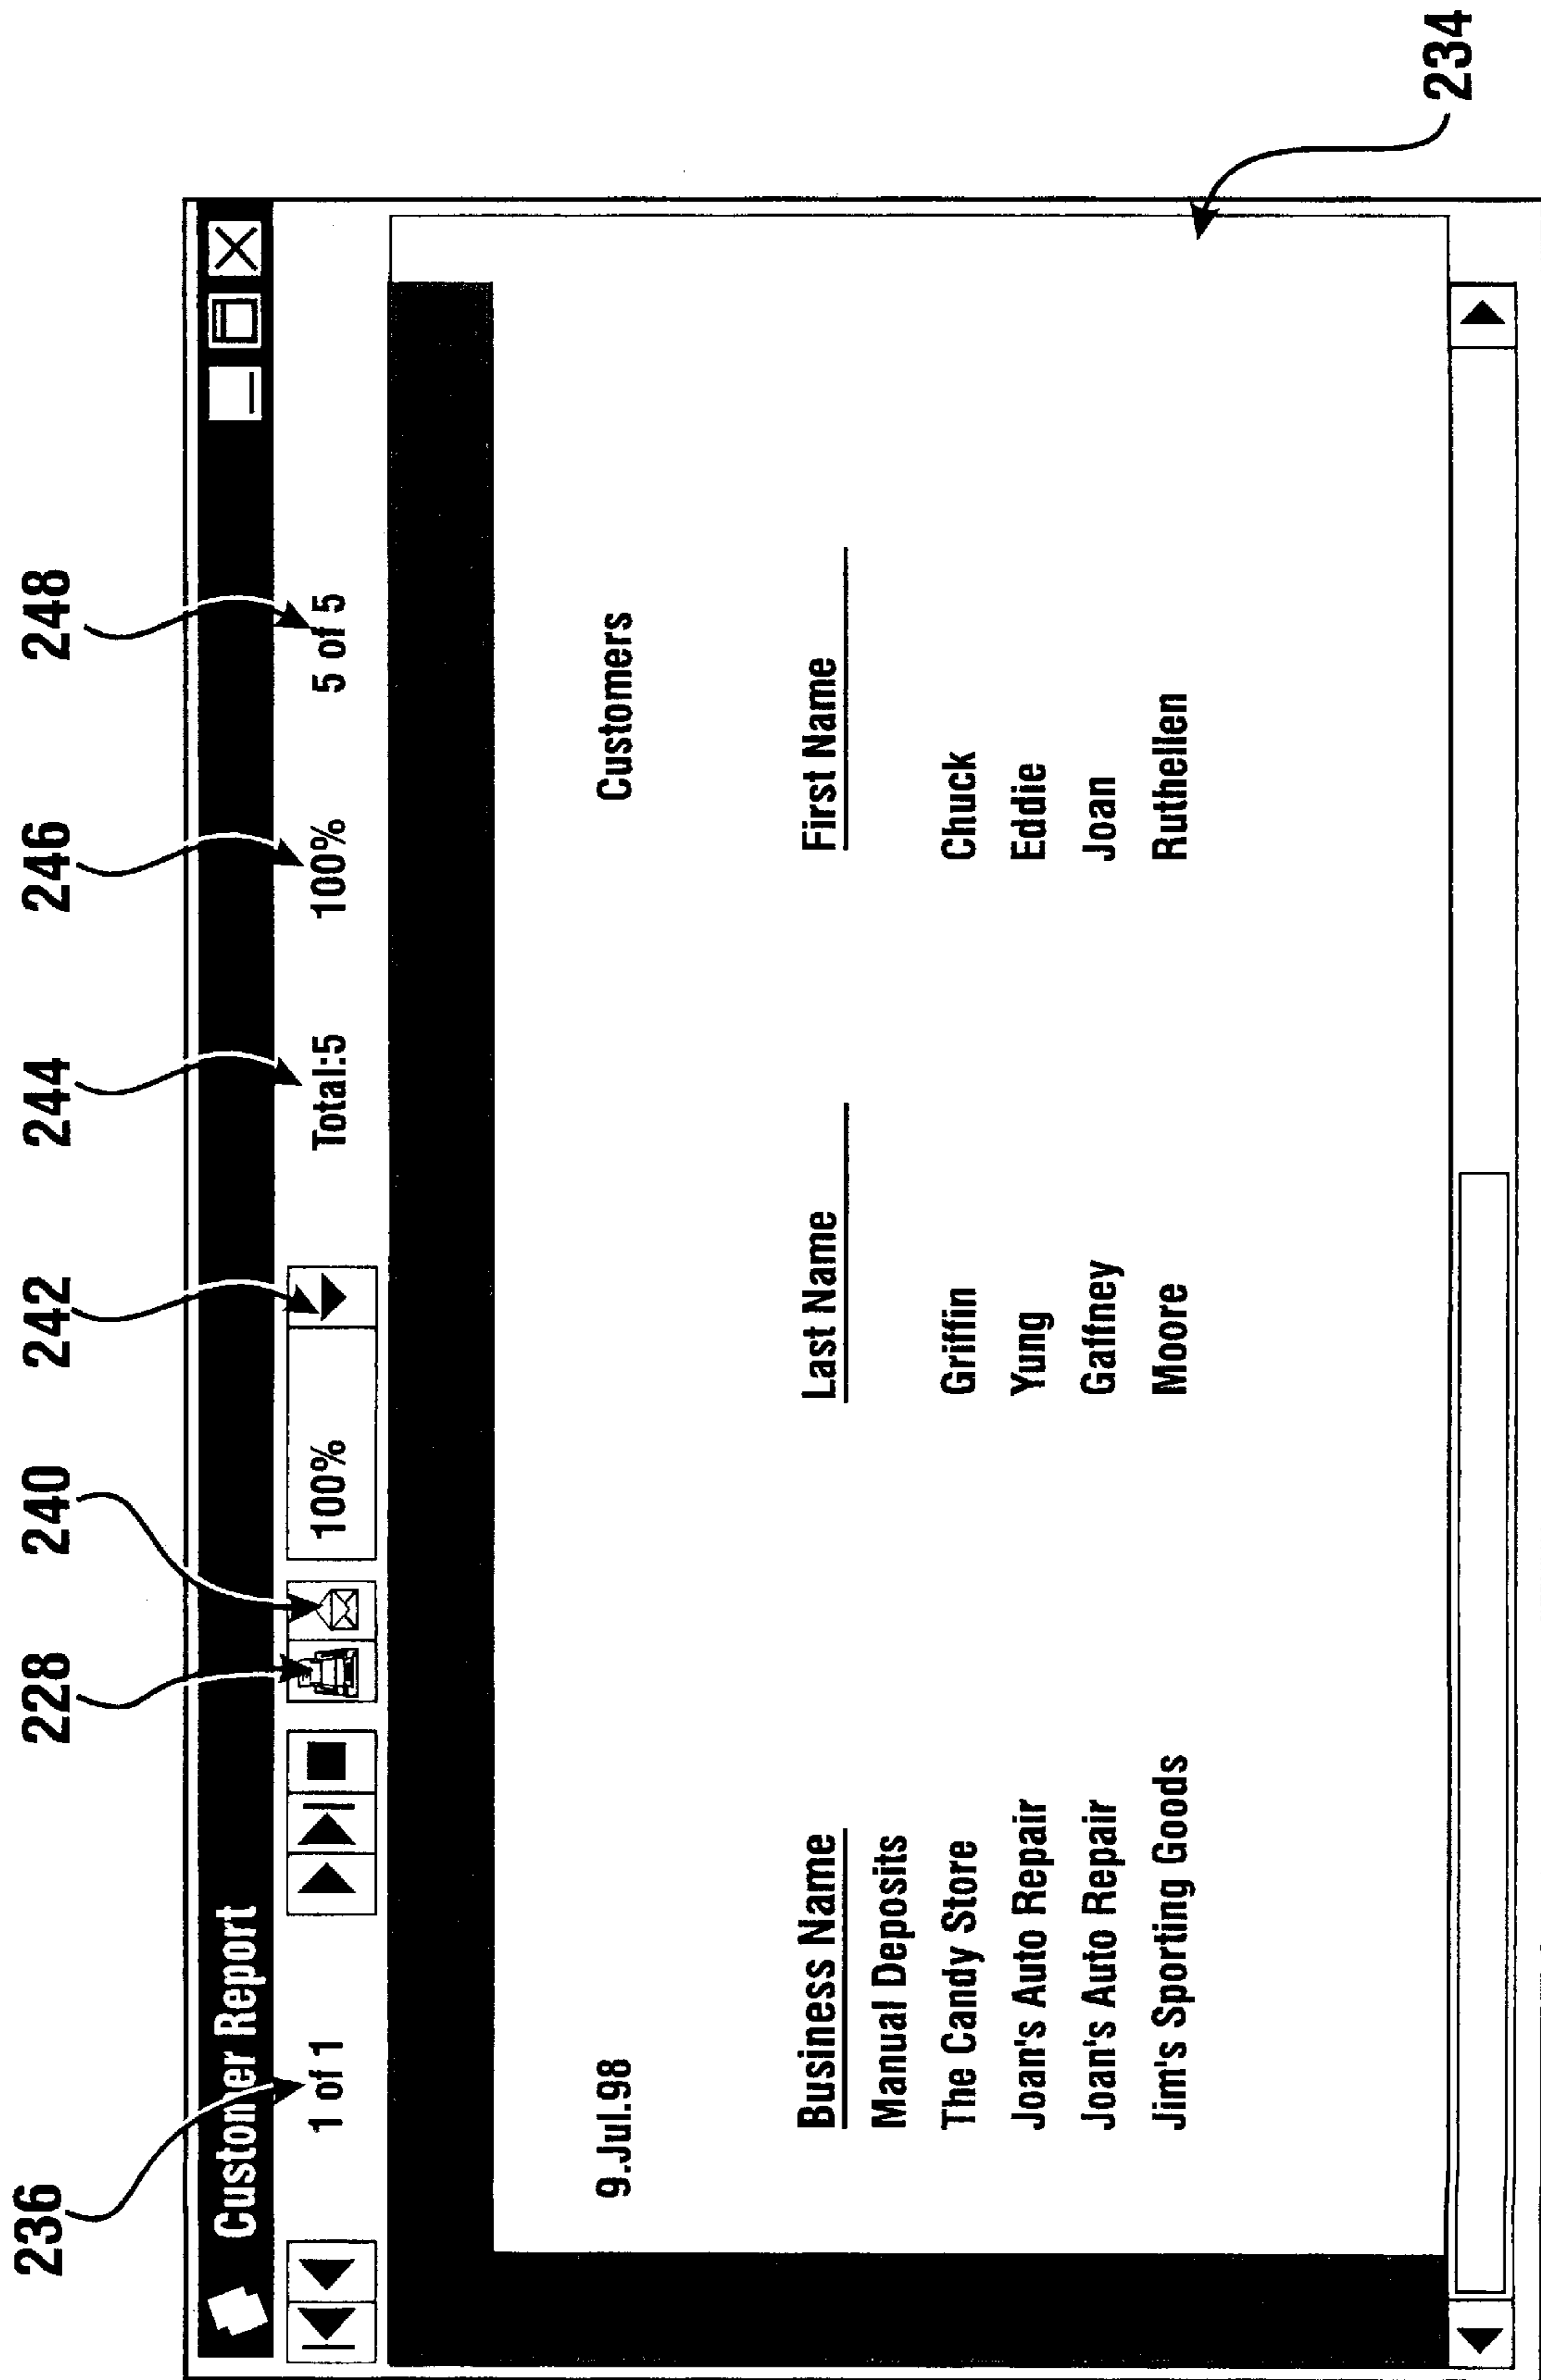 236 228 240 242 244 246 248
Customer Report
1 of 1 100% Total:5 100% 5 of 5
9.Jul.98 Customers
Business Name Last Name First Name
Manual Deposits
The Candy Store Griffin Chuck
Joan's Auto Repair Yung Eddie
Joan's Auto Repair Gaffney Joan
Jim's Sporting Goods Moore Ruthellen
234